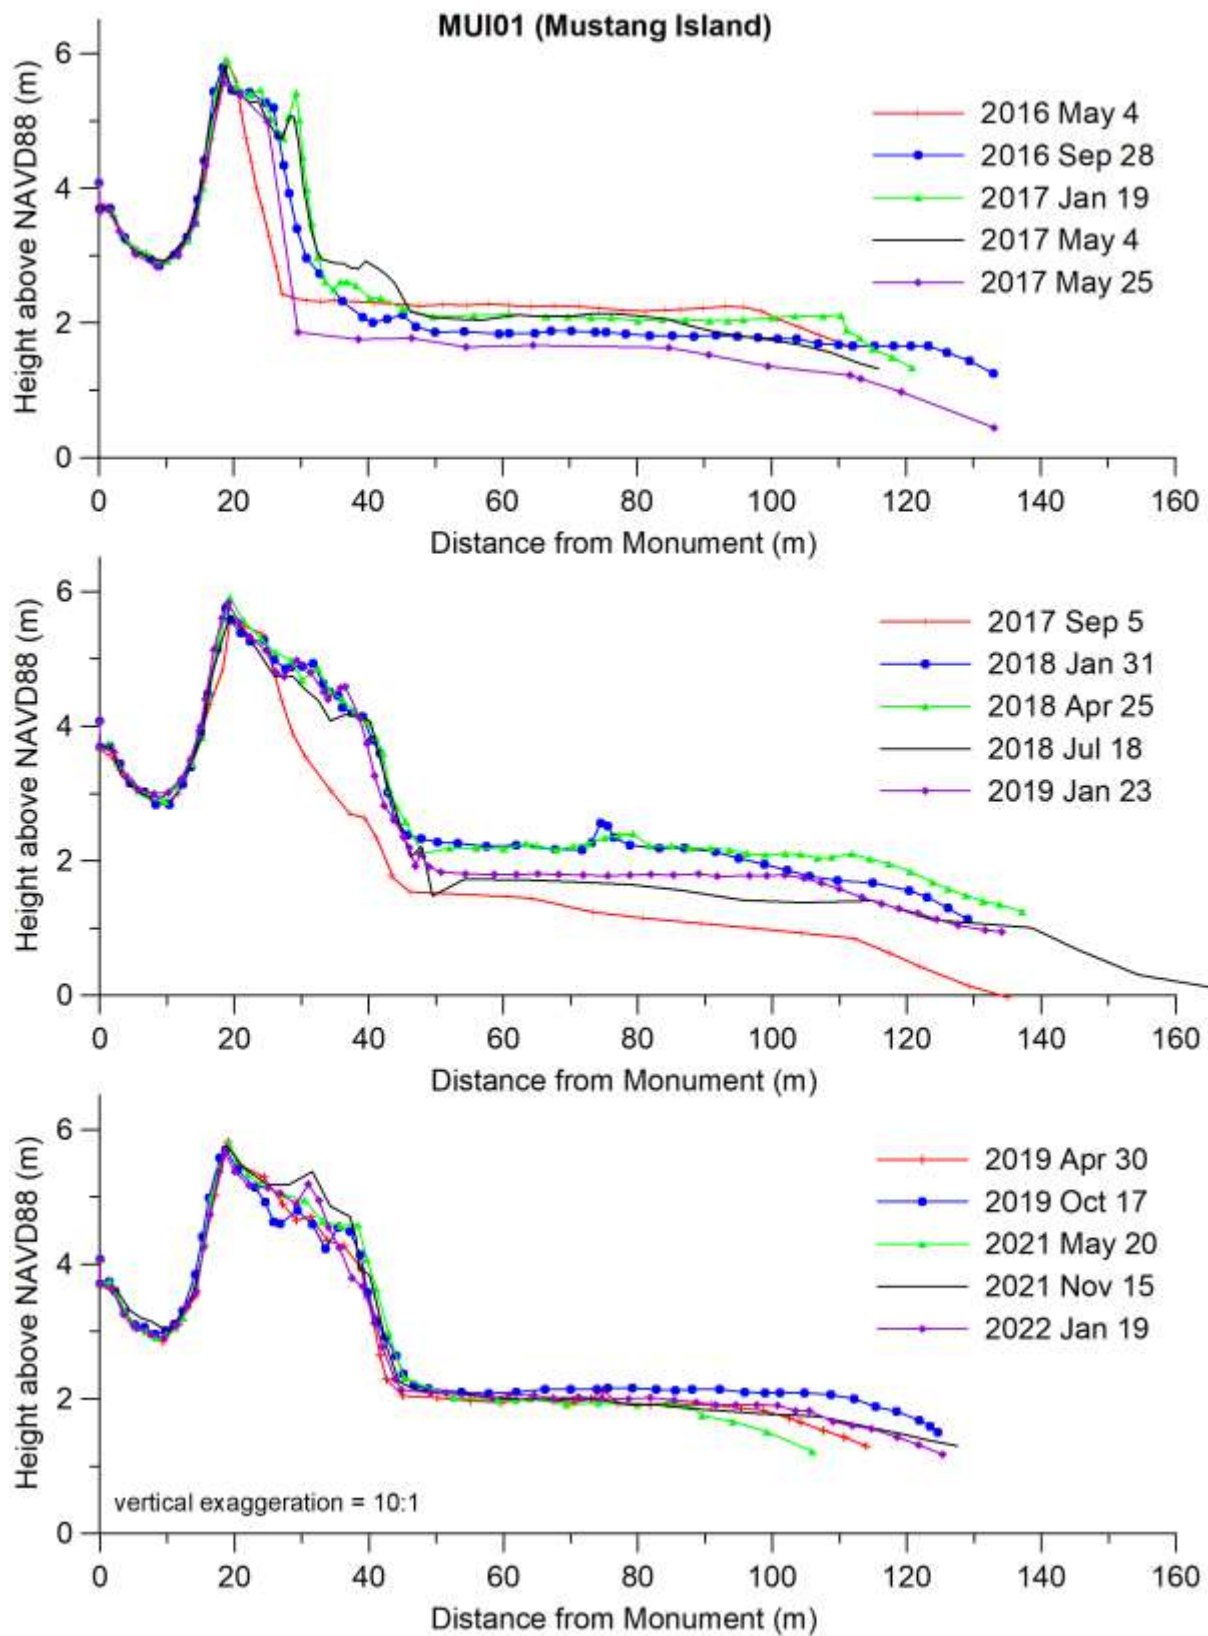 MUI01 (Mustang Island)
Height above NAVD88 (m)
6
4
2
0
2016 May 4
2016 Sep 28
2017 Jan 19
2017 May 4
2017 May 25
0 20 40 60 80 100 120 140 160
Distance from Monument (m)
Height above NAVD88 (m)
6
4
2
0
2017 Sep 5
2018 Jan 31
2018 Apr 25
2018 Jul 18
2019 Jan 23
0 20 40 60 80 100 120 140 160
Distance from Monument (m)
Height above NAVD88 (m)
6
4
2
0
2019 Apr 30
2019 Oct 17
2021 May 20
2021 Nov 15
2022 Jan 19
vertical exaggeration = 10:1
0 20 40 60 80 100 120 140 160
Distance from Monument (m)